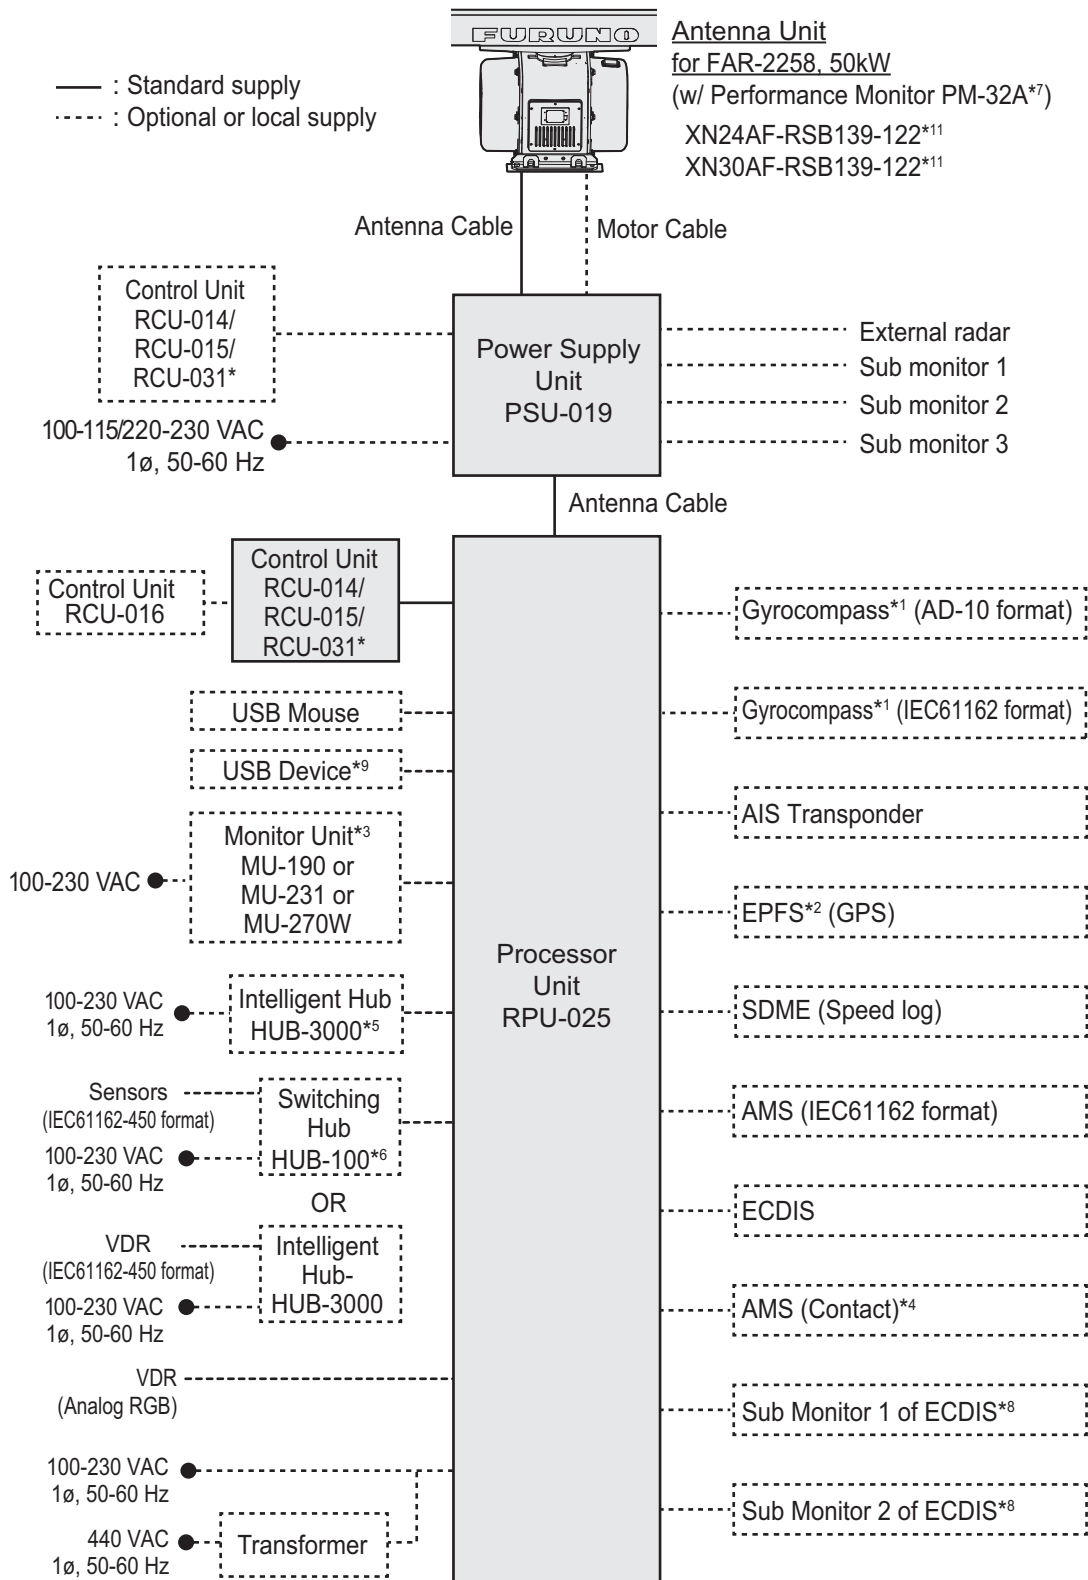 FURUNO
Antenna Unit
for FAR-2258, 50kW
(w/ Performance Monitor PM-32A*7)
XN24AF-RSB139-122*11
XN30AF-RSB139-122*11
: Standard supply
: Optional or local supply
Antenna Cable
Motor Cable
Control Unit
RCU-014/
RCU-015/
RCU-031*
100-115/220-230 VAC
1ø, 50-60 Hz
Power Supply
Unit
PSU-019
External radar
Sub monitor 1
Sub monitor 2
Sub monitor 3
Antenna Cable
Control Unit
RCU-016
Control Unit
RCU-014/
RCU-015/
RCU-031*
USB Mouse
USB Device*9
100-230 VAC
Monitor Unit*3
MU-190 or
MU-231 or
MU-270W
100-230 VAC
1ø, 50-60 Hz
Intelligent Hub
HUB-3000*5
Sensors
(IEC61162-450 format)
100-230 VAC
1ø, 50-60 Hz
Switching
Hub
HUB-100*6
OR
VDR
(IEC61162-450 format)
100-230 VAC
1ø, 50-60 Hz
Intelligent
Hub-
HUB-3000
VDR
(Analog RGB)
100-230 VAC
1ø, 50-60 Hz
440 VAC
1ø, 50-60 Hz
Transformer
Processor
Unit
RPU-025
Gyrocompass*1 (AD-10 format)
Gyrocompass*1 (IEC61162 format)
AIS Transponder
EPFS*2 (GPS)
SDME (Speed log)
AMS (IEC61162 format)
ECDIS
AMS (Contact)*4
Sub Monitor 1 of ECDIS*8
Sub Monitor 2 of ECDIS*8